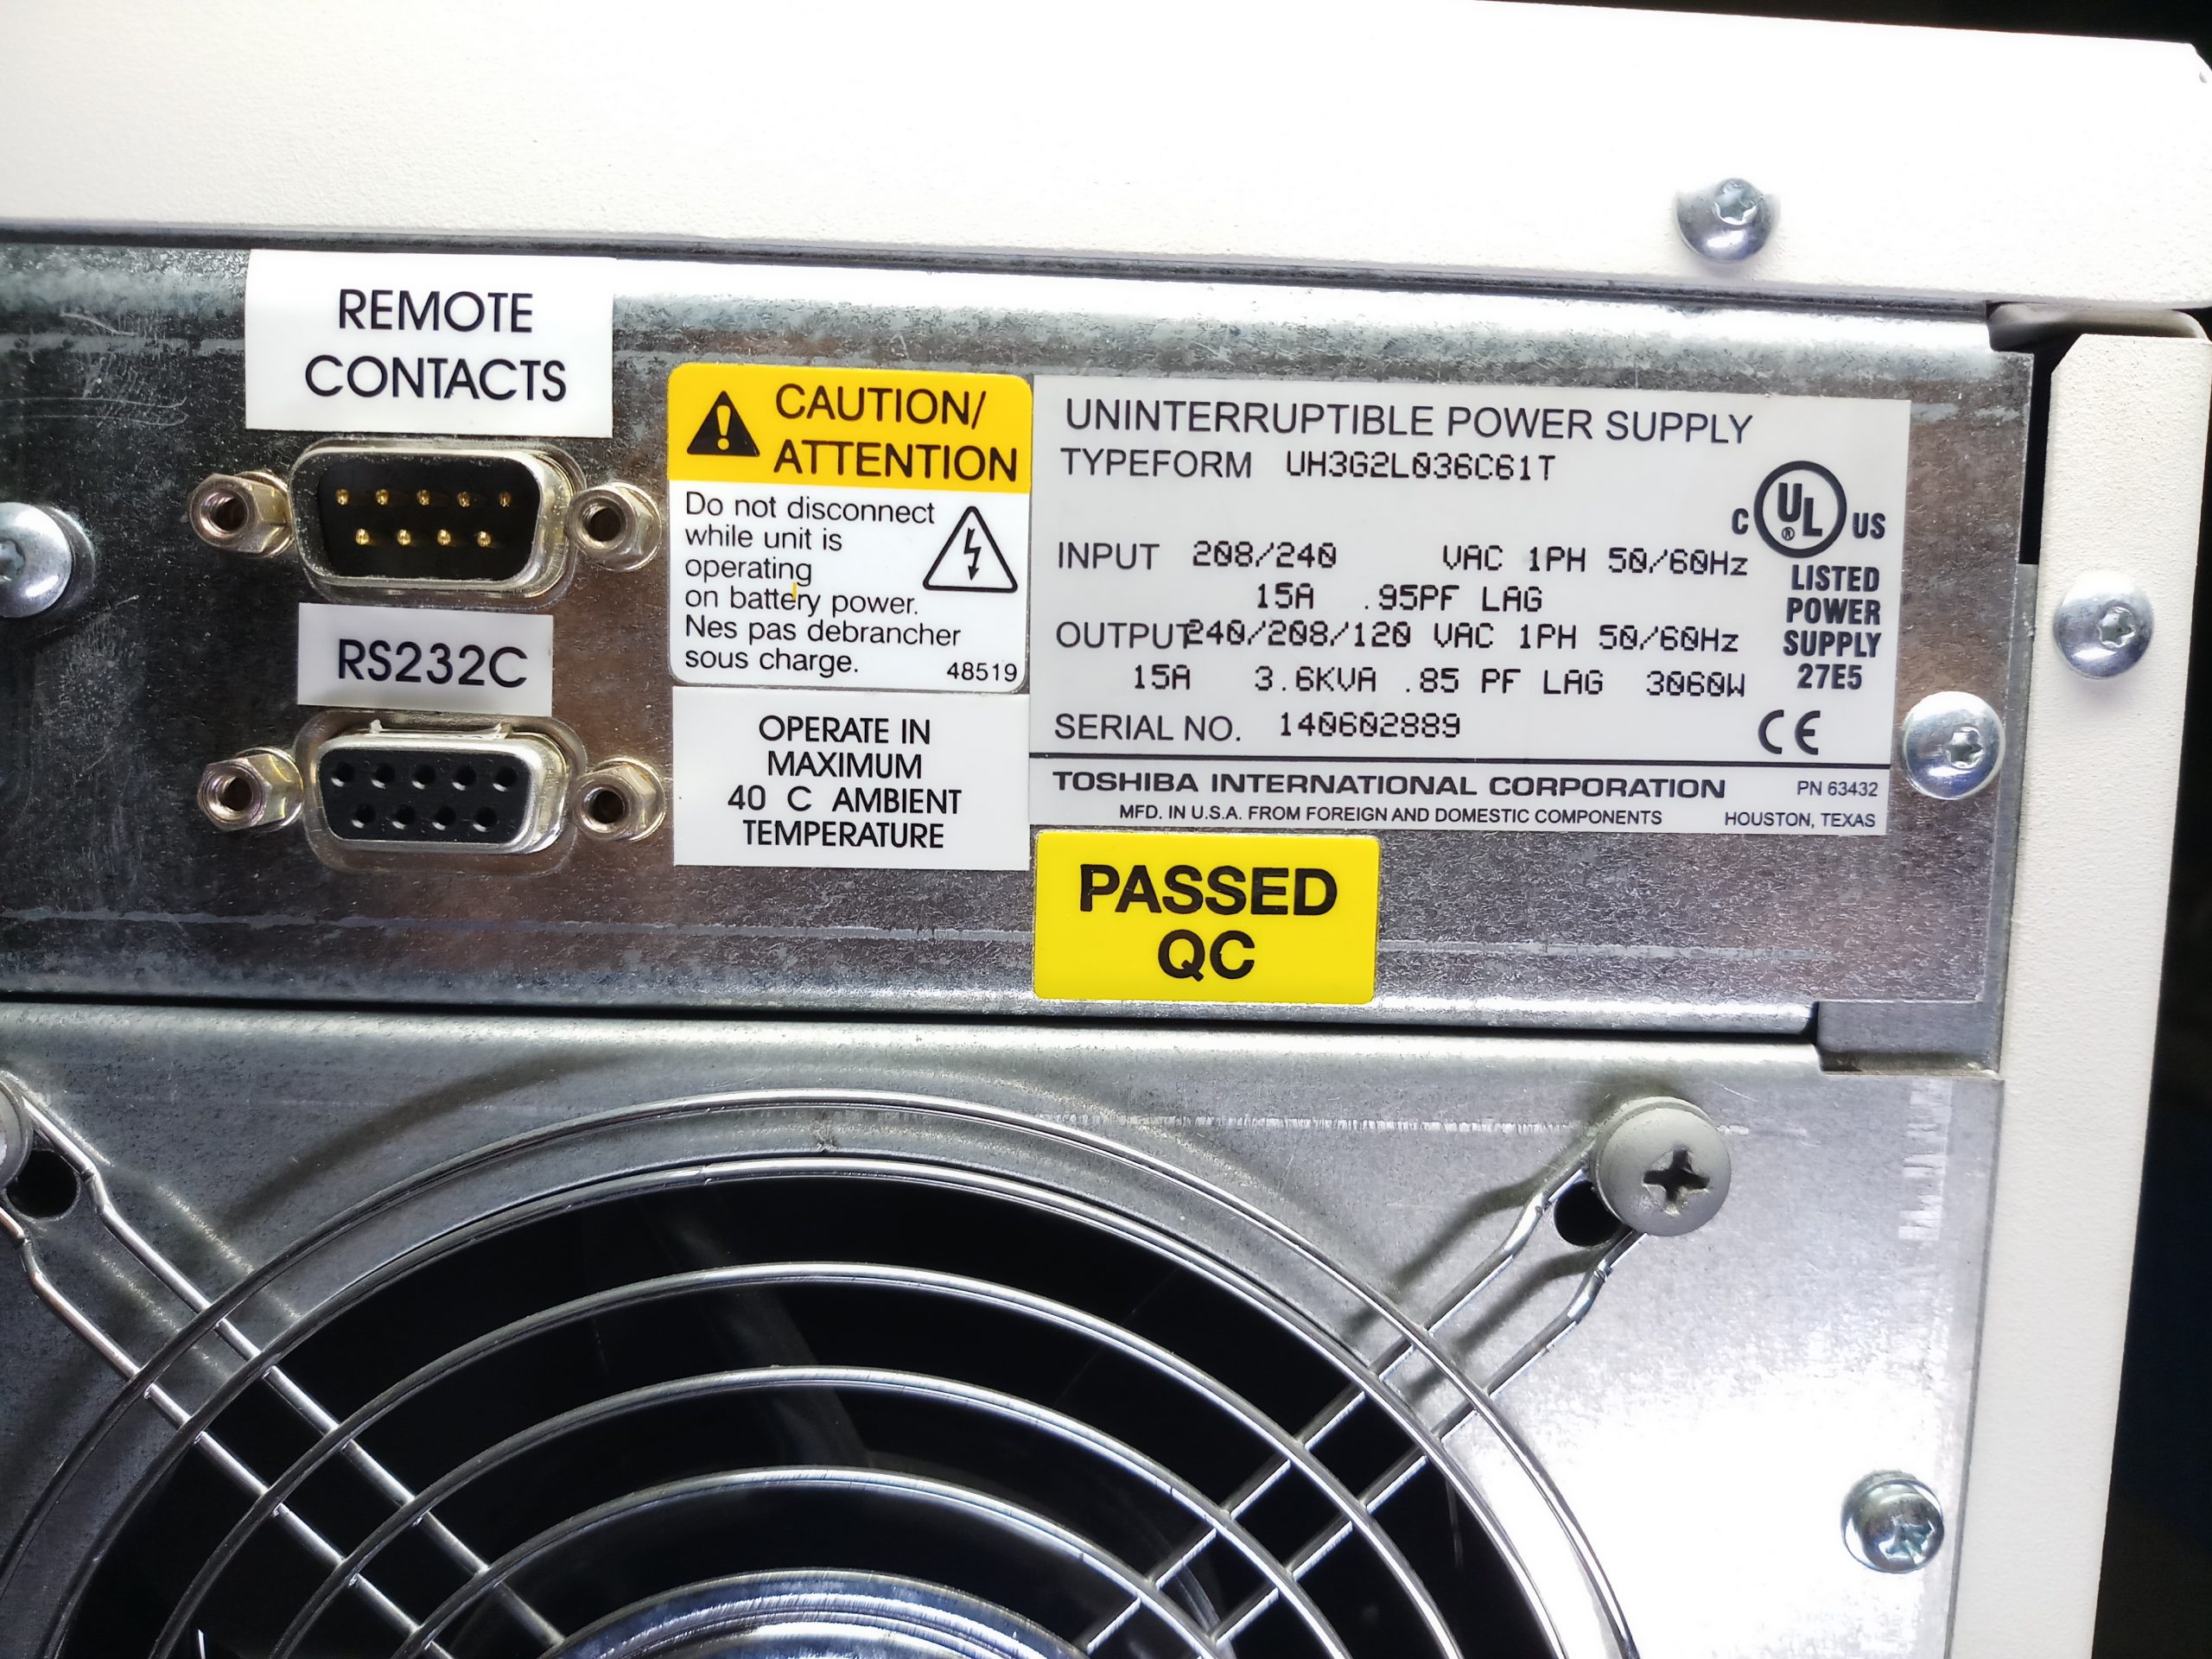 REMOTE
CONTACTS
RS232C
CAUTION/
ATTENTION
Do not disconnect
while unit is
operating
on battery power.
Nes pas debrancher
sous charge.
48519
OPERATE IN
MAXIMUM
40 C AMBIENT
TEMPERATURE
UNINTERRUPTIBLE POWER SUPPLY
TYPEFORM UH3G2L036C61T
INPUT 208/240 VAC 1PH 50/60Hz
15A .95PF LAG
OUTPUT 240/208/120 VAC 1PH 50/60Hz
15A 3.6KVA .85 PF LAG 3060W
SERIAL NO. 140602889
C UL ® US
LISTED
POWER
SUPPLY
27E5
CE
TOSHIBA INTERNATIONAL CORPORATION PN 63432
MFD. IN U.S.A. FROM FOREIGN AND DOMESTIC COMPONENTS HOUSTON, TEXAS
PASSED
QC